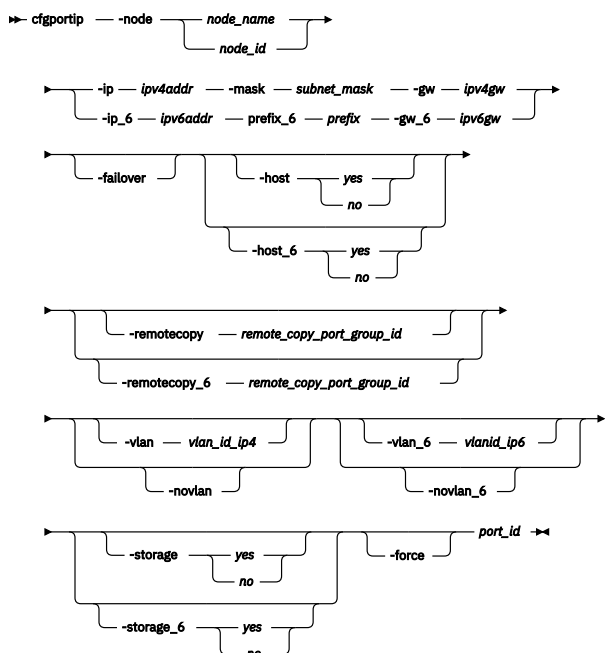 cfgportip -node node_name
node_id
-ip ipv4addr -mask subnet_mask -gw ipv4gw
-ip_6 ipv6addr prefix_6 prefix -gw_6 ipv6gw
-failover -host yes
no
-host_6 yes
no
-remotecopy remote_copy_port_group_id
-remotecopy_6 remote_copy_port_group_id
-vlan vlan_id_ip4 -vlan_6 vlanid_ip6
-novlan -novlan_6
-storage yes -force port_id
no
-storage_6 yes
no